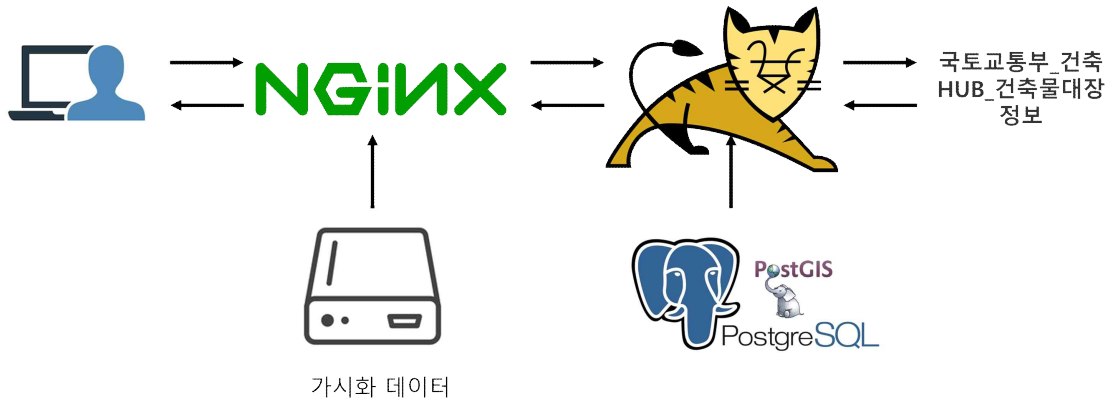 NGiNX
국토교통부_건축
HUB_건축물대장
정보
PostGIS
PostgreSQL
가시화 데이터